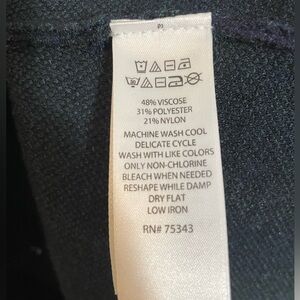 48% VISCOSE
31% POLYESTER
21% NYLON
MACHINE WASH COOL
DELICATE CYCLE
WASH WITH LIKE COLORS
ONLY NON-CHLORINE
BLEACH WHEN NEEDED
RESHAPE WHILE DAMP
DRY FLAT
LOW IRON
RN# 75343